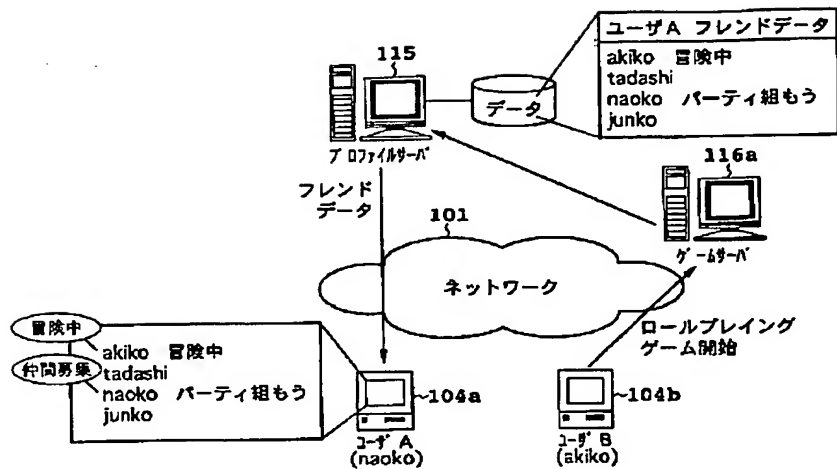 ユーザA フレンドデータ
akiko 冒険中
tadashi
naoko パーティ組もう
junko
115
データ
プロファイルサーバ
116a
フレンド
データ
101
ゲームサーバ
ネットワーク
ロールプレイング
ゲーム開始
冒険中
akiko 冒険中
仲間募集
tadashi
naoko パーティ組もう
junko
104a
104b
ユーザ A
(naoko)
ユーザ B
(akiko)